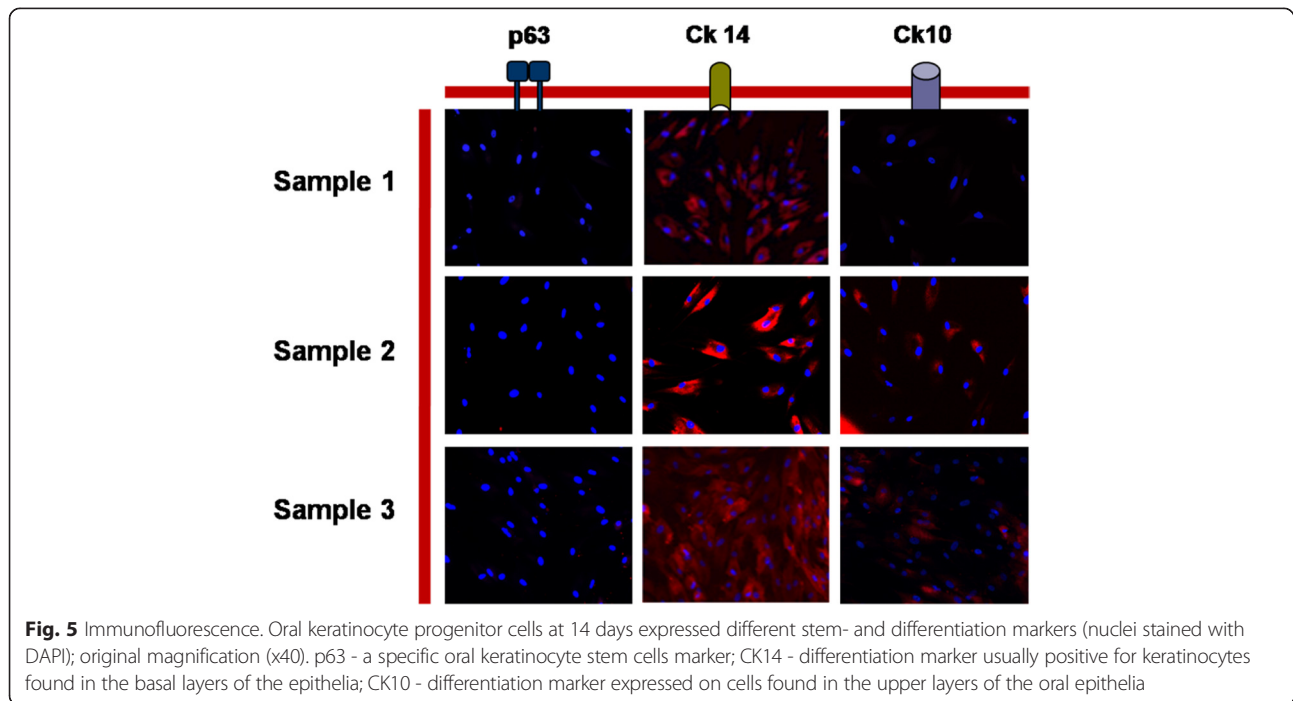 p63 Ck 14 Ck10
Sample 1
Sample 2
Sample 3
Fig. 5 Immunofluorescence. Oral keratinocyte progenitor cells at 14 days expressed different stem- and differentiation markers (nuclei stained with
DAPI); original magnification (x40). p63 - a specific oral keratinocyte stem cells marker; CK14 - differentiation marker usually positive for keratinocytes
found in the basal layers of the epithelia; CK10 - differentiation marker expressed on cells found in the upper layers of the oral epithelia